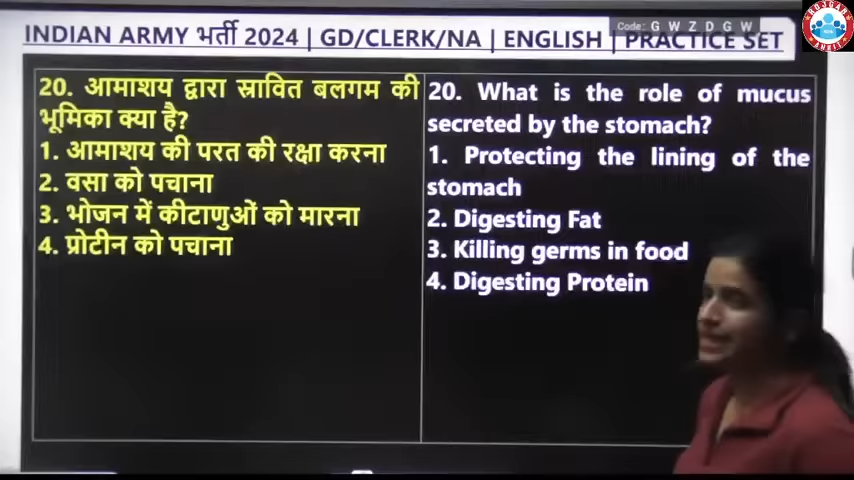 Code: G W Z D G W
INDIAN ARMY भर्ती 2024 | GD/CLERK/NA | ENGLISH | PRACTICE SET
20. आमाशय द्वारा स्रावित बलगम की
भूमिका क्या है?
1. आमाशय की परत की रक्षा करना
2. वसा को पचाना
3. भोजन में कीटाणुओं को मारना
4. प्रोटीन को पचाना
20. What is the role of mucus
secreted by the stomach?
1. Protecting the lining of the
stomach
2. Digesting Fat
3. Killing germs in food
4. Digesting Protein